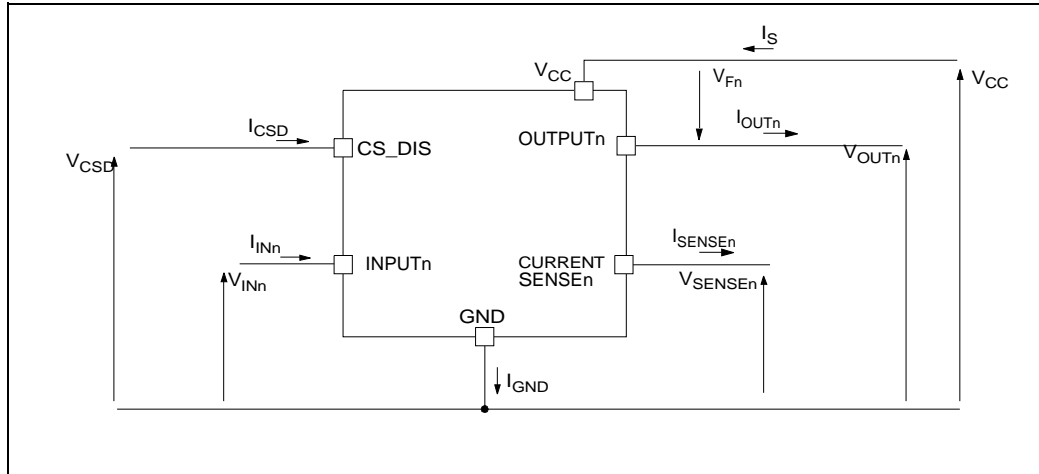 I_S
V_CC
V_Fn
V_CC
I_CSD
OUTPUTn
I_OUTn
CS_DIS
V_CSD
V_OUTn
I_INn
INPUTn
CURRENT
SENSEn
I_SENSEn
V_INn
V_SENSEn
GND
I_GND